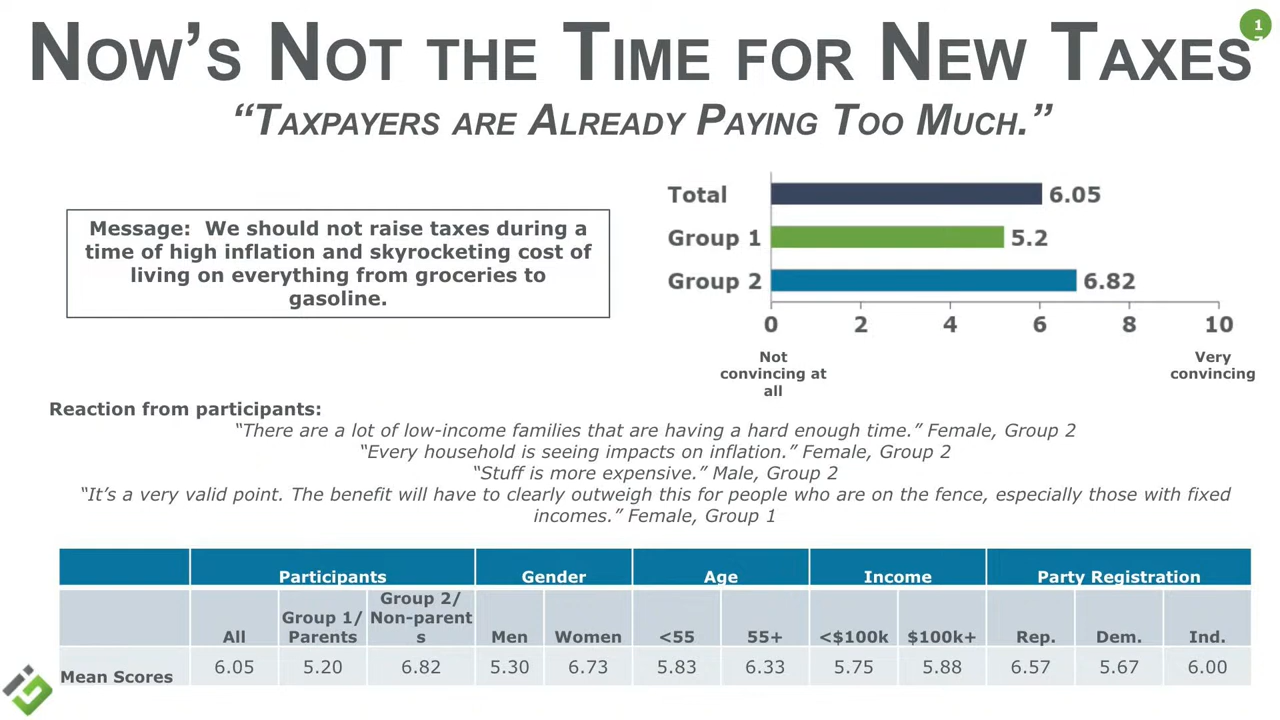 Now's Not the Time for New Taxes
"Taxpayers are Already Paying Too Much."
Message: We should not raise taxes during a
time of high inflation and skyrocketing cost of
living on everything from groceries to
gasoline.
Total 6.05
Group 1 5.2
Group 2 6.82
0 2 4 6 8 10
Not
convincing at
all
Very
convincing
Reaction from participants:
"There are a lot of low-income families that are having a hard enough time." Female, Group 2
"Every household is seeing impacts on inflation." Female, Group 2
"Stuff is more expensive." Male, Group 2
"It's a very valid point. The benefit will have to clearly outweigh this for people who are on the fence, especially those with fixed
incomes." Female, Group 1
Participants Gender Age Income Party Registration
All Group 1/ Parents Group 2/ Non-parent s Men Women <55 55+ <$100k $100k+ Rep. Dem. Ind.
Mean Scores 6.05 5.20 6.82 5.30 6.73 5.83 6.33 5.75 5.88 6.57 5.67 6.00